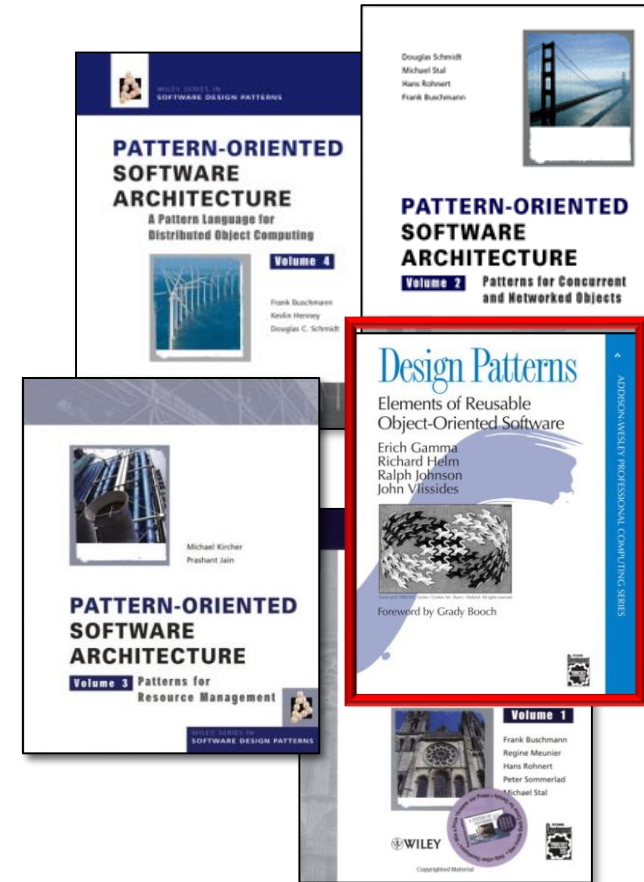 WILEY SERIES IN
SOFTWARE DESIGN PATTERNS
PATTERN-ORIENTED
SOFTWARE
ARCHITECTURE
A Pattern Language for
Distributed Object Computing
Volume 4
Frank Buschmann
Kevlin Henney
Douglas C. Schmidt
Douglas Schmidt
Michael Stal
Hans Rohnert
Frank Buschmann
PATTERN-ORIENTED
SOFTWARE
ARCHITECTURE
Volume 2 Patterns for Concurrent
and Networked Objects
Design Patterns
Elements of Reusable
Object-Oriented Software
Erich Gamma
Richard Helm
Ralph Johnson
John Vlissides
Foreword by Grady Booch
ADDISON-WESLEY PROFESSIONAL COMPUTING SERIES
Michael Kircher
Prashant Jain
PATTERN-ORIENTED
SOFTWARE
ARCHITECTURE
Volume 3 Patterns for
Resource Management
WILEY SERIES IN
SOFTWARE DESIGN PATTERNS
Volume 1
Frank Buschmann
Regine Meunier
Hans Rohnert
Peter Sommerlad
Michael Stal
WILEY
Copyrighted Material